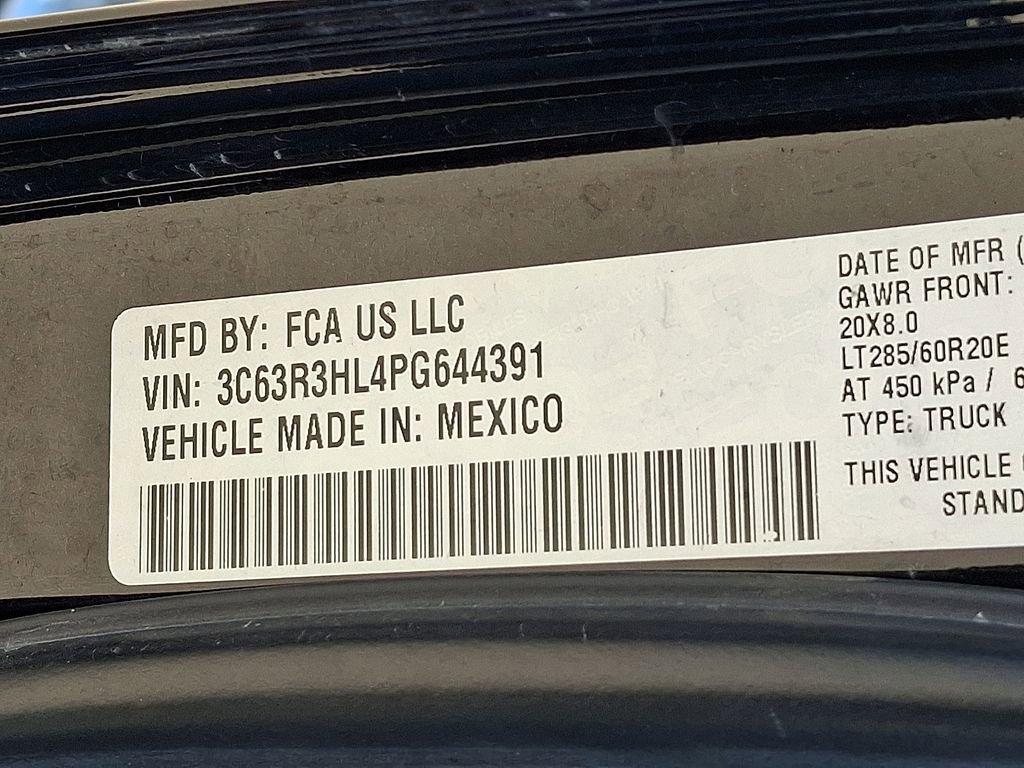 MFD BY: FCA US LLC
VIN: 3C63R3HL4PG644391
VEHICLE MADE IN: MEXICO
DATE OF MFR (
GAWR FRONT:
20X8.0
LT285/60R20E
AT 450 kPa / 6
TYPE: TRUCK
THIS VEHICLE
STAND